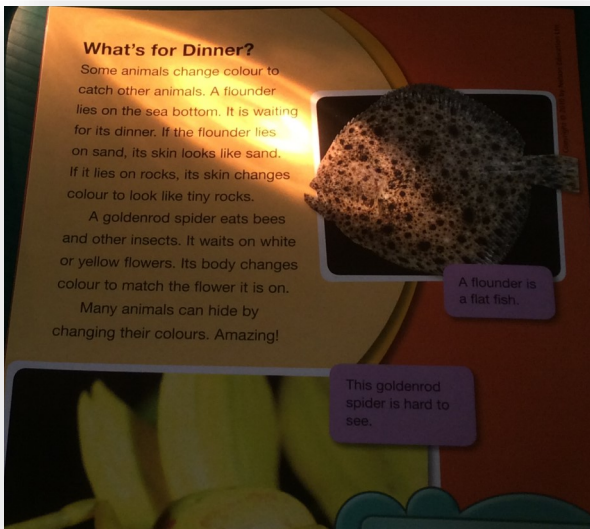 What's for Dinner?
Some animals change colour to
catch other animals. A flounder
lies on the sea bottom. It is waiting
for its dinner. If the flounder lies
on sand, its skin looks like sand.
If it lies on rocks, its skin changes
colour to look like tiny rocks.
A goldenrod spider eats bees
and other insects. It waits on white
or yellow flowers. Its body changes
colour to match the flower it is on.
Many animals can hide by
changing their colours. Amazing!
A flounder is
a flat fish.
This goldenrod
spider is hard to
see.